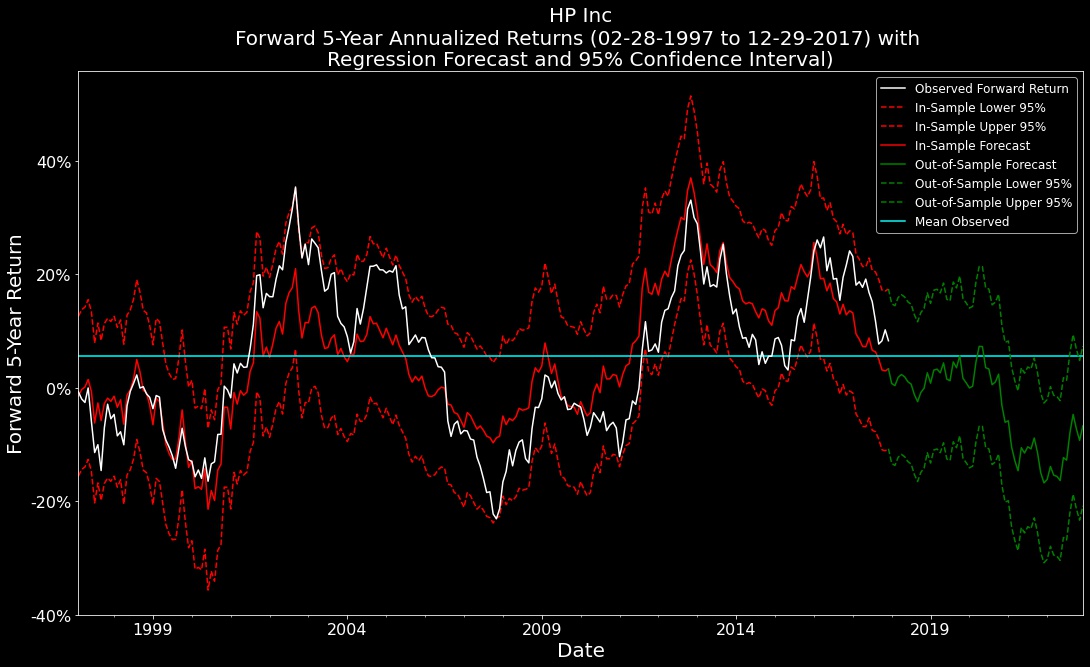 HP Inc
Forward 5-Year Annualized Returns (02-28-1997 to 12-29-2017) with
Regression Forecast and 95% Confidence Interval)
Observed Forward Return
In-Sample Lower 95%
In-Sample Upper 95%
In-Sample Forecast
Out-of-Sample Forecast
Out-of-Sample Lower 95%
Out-of-Sample Upper 95%
Mean Observed
Forward 5-Year Return
40%
20%
0%
-20%
-40%
1999 2004 2009 2014 2019
Date